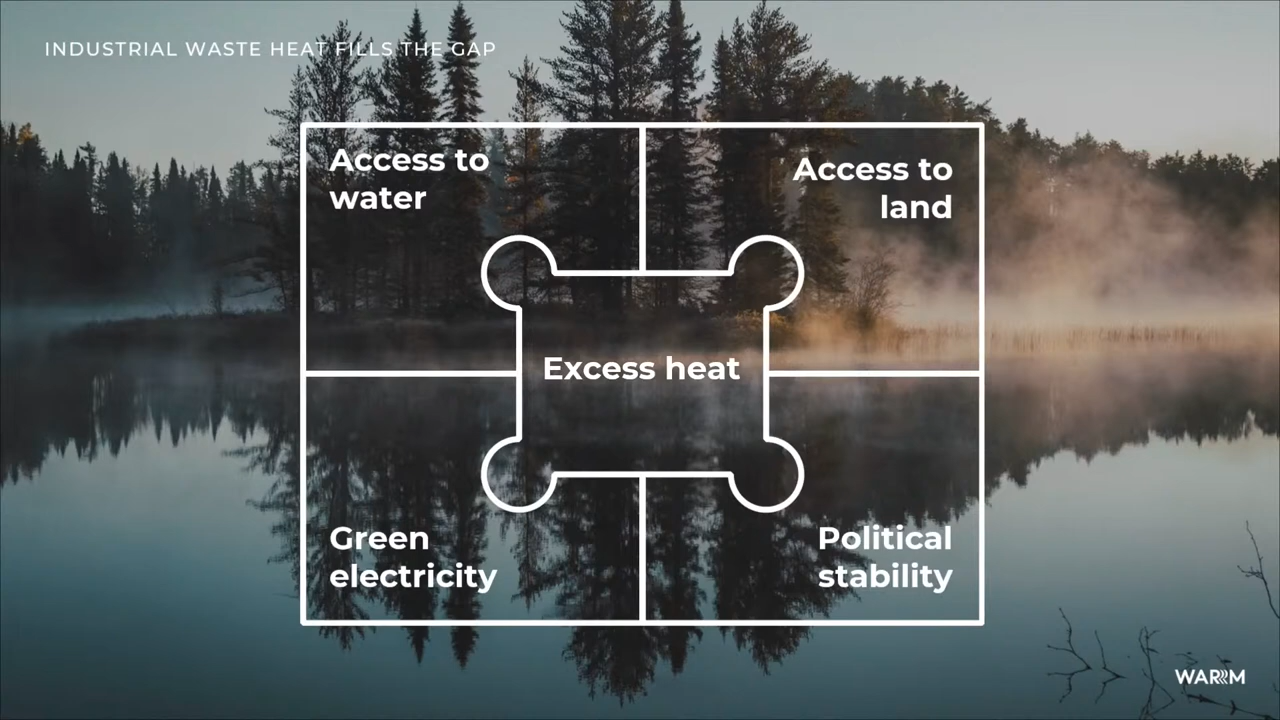 INDUSTRIAL WASTE HEAT FILLS THE GAP
Access to
water
Access to
land
Excess heat
Green
electricity
Political
stability
WARM